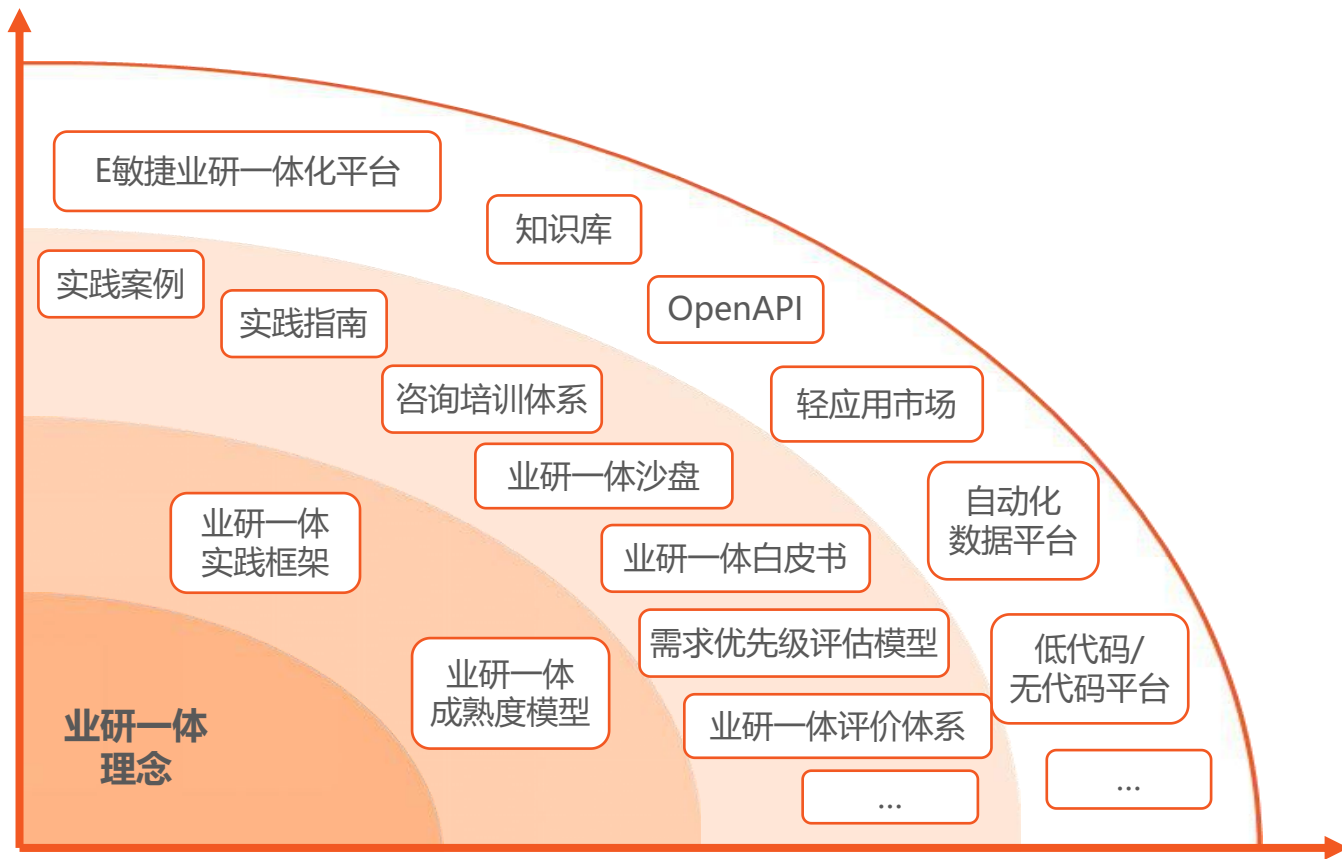 E敏捷业研一体化平台
知识库
实践案例
实践指南
OpenAPI
咨询培训体系
轻应用市场
业研一体沙盘
业研一体
实践框架
自动化
数据平台
业研一体白皮书
需求优先级评估模型
低代码/
无代码平台
业研一体
成熟度模型
业研一体评价体系
业研一体
理念
...
...